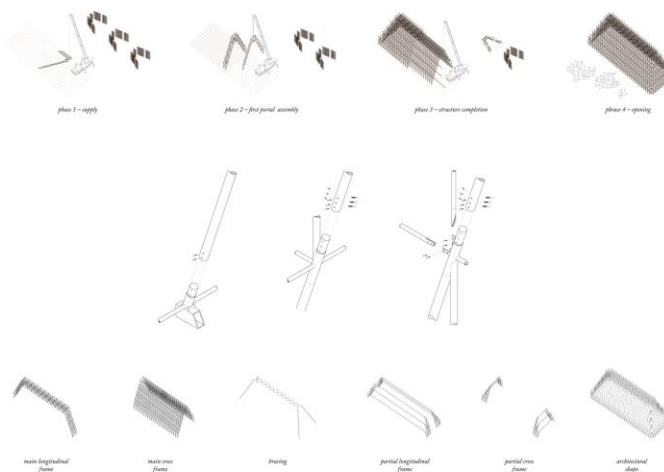 phase 1 – supply
phase 2 – first portal assembly
phase 3 – structure completion
phrase 4 – opening
main longitudinal
frame
main cross
frame
bracing
partial longitudinal
frame
partial cross
frame
architectural
shape